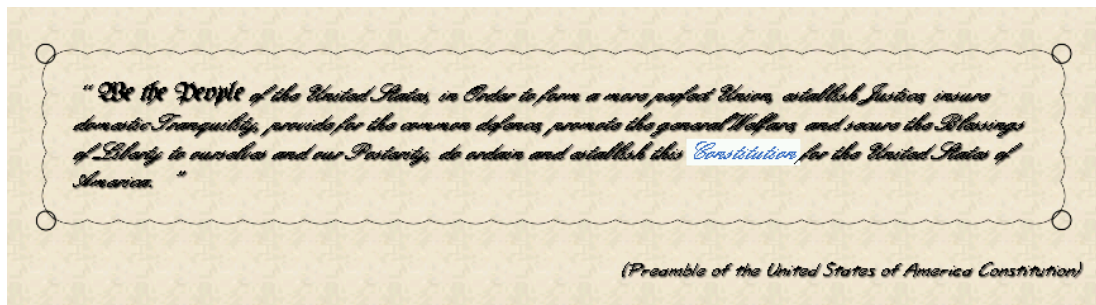 “ We the People of the United States, in Order to form a more perfect Union, establish Justice, insure
domestic Tranquility, provide for the common defence, promote the general Welfare, and secure the Blessings
of Liberty to ourselves and our Posterity, do ordain and establish this Constitution for the United States of
America. ”
(Preamble of the United States of America Constitution)